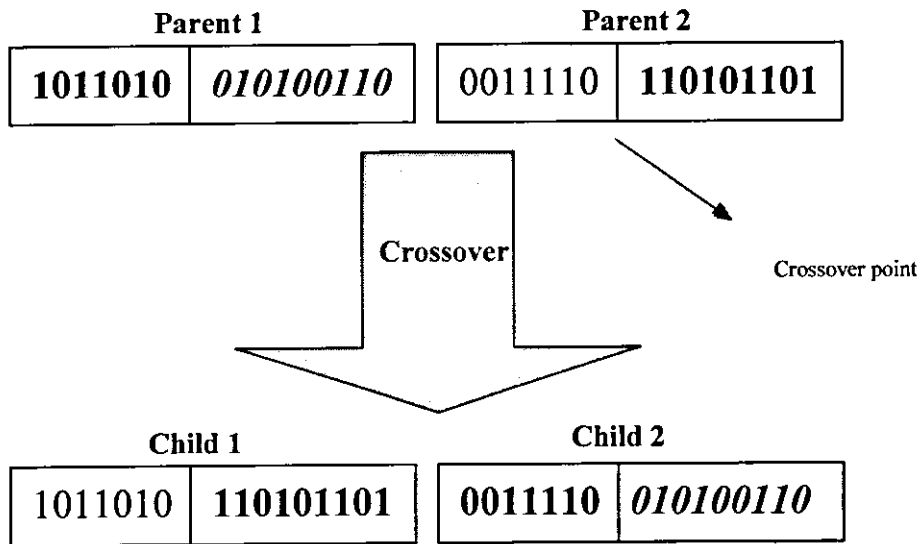 Parent 1 Parent 2
1011010 010100110 0011110 110101101
Crossover
Crossover point
Child 1 Child 2
1011010 110101101 0011110 010100110